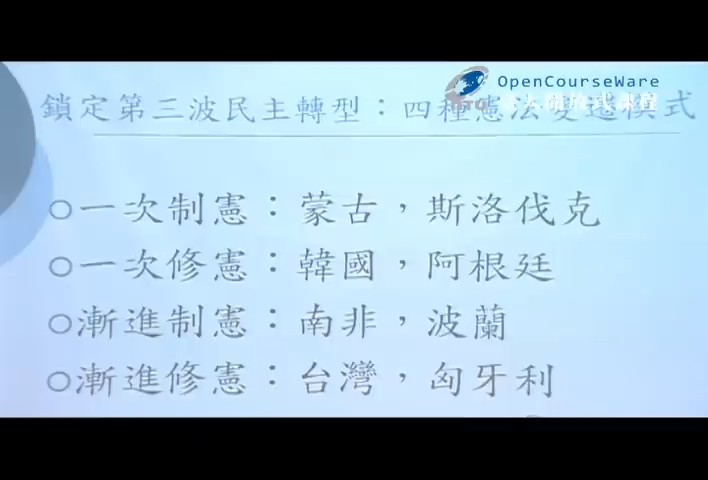 OpenCourseWare
鎖定第三波民主轉型：四種憲法變遷模式
○一次制憲：蒙古，斯洛伐克
○一次修憲：韓國，阿根廷
○漸進制憲：南非，波蘭
○漸進修憲：台灣，匈牙利